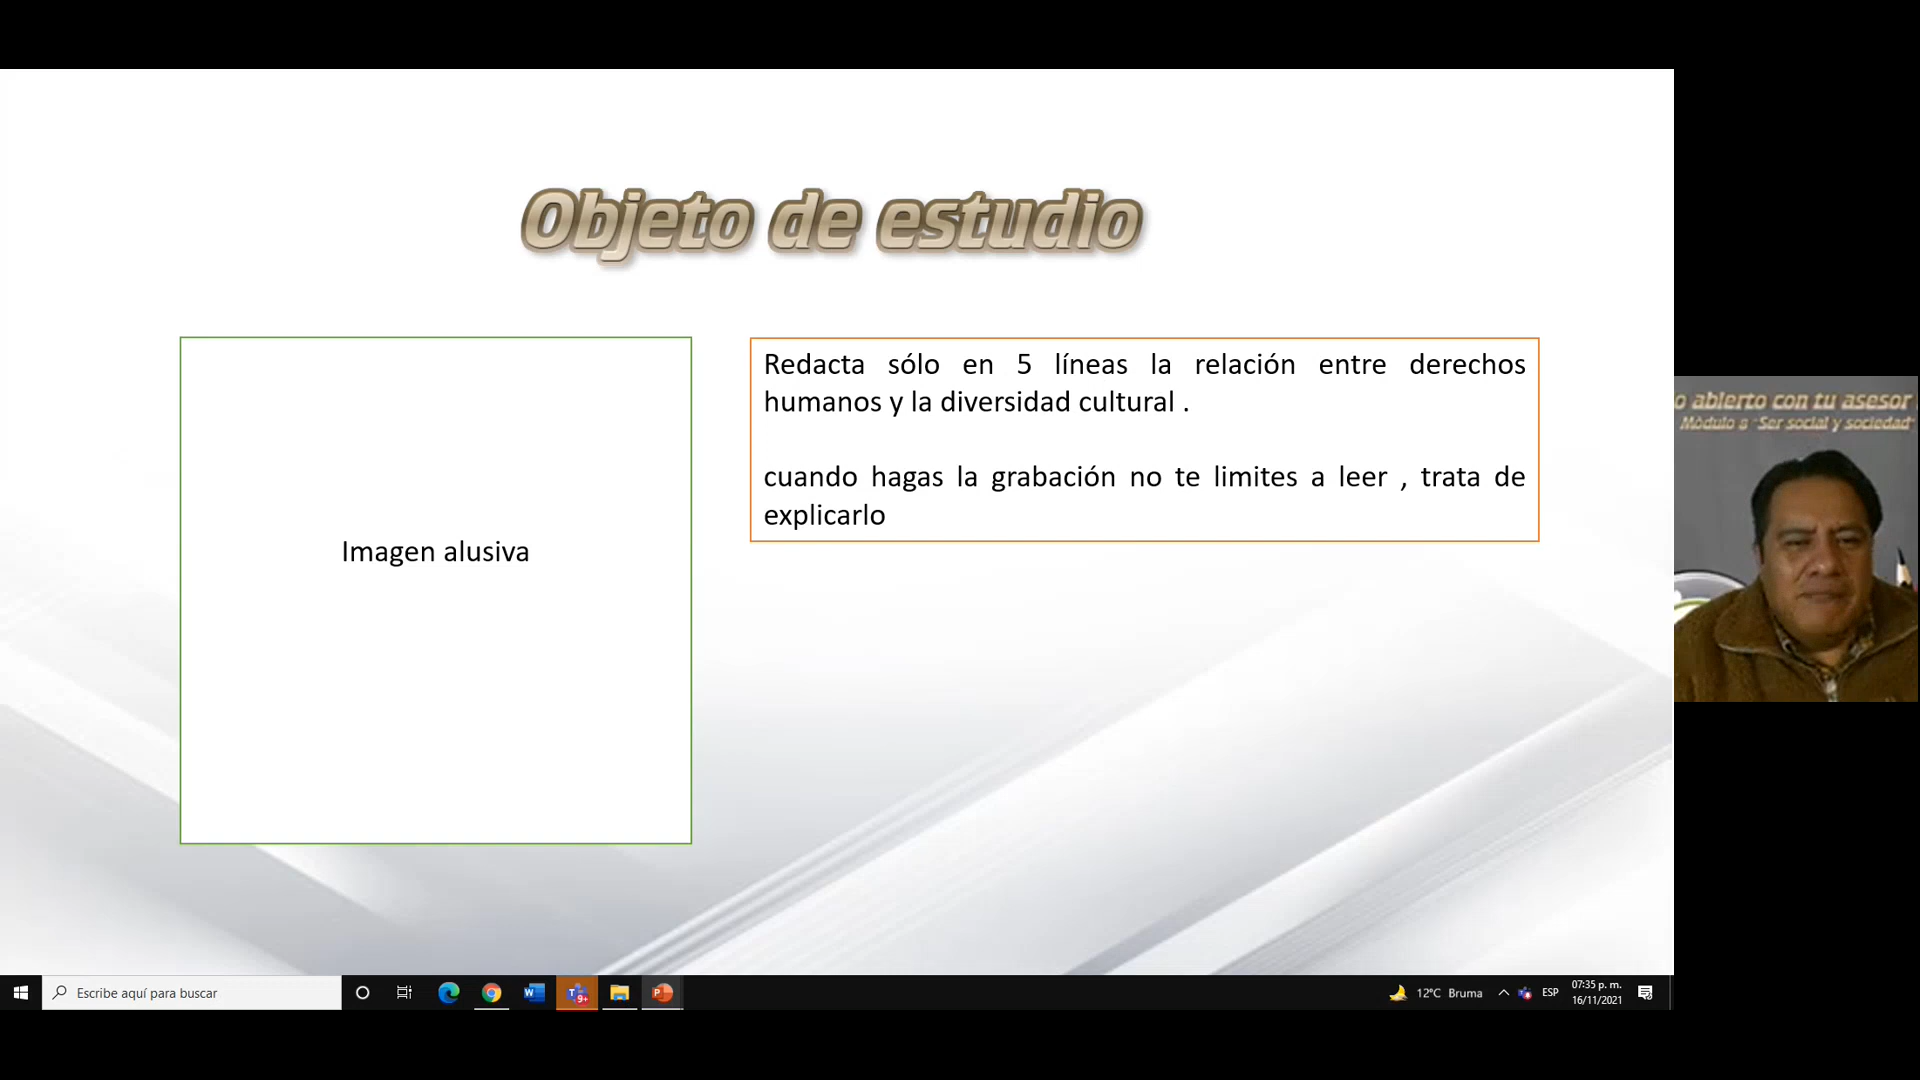 Objeto de estudio
Redacta sólo en 5 líneas la relación entre derechos
humanos y la diversidad cultural .
cuando hagas la grabación no te limites a leer , trata de
explicarlo
Imagen alusiva
o abierto con tu asesor
Módulo 8 "Ser social y sociedad"
Escribe aquí para buscar
9+
12°C Bruma
ESP
07:35 p. m.
16/11/2021